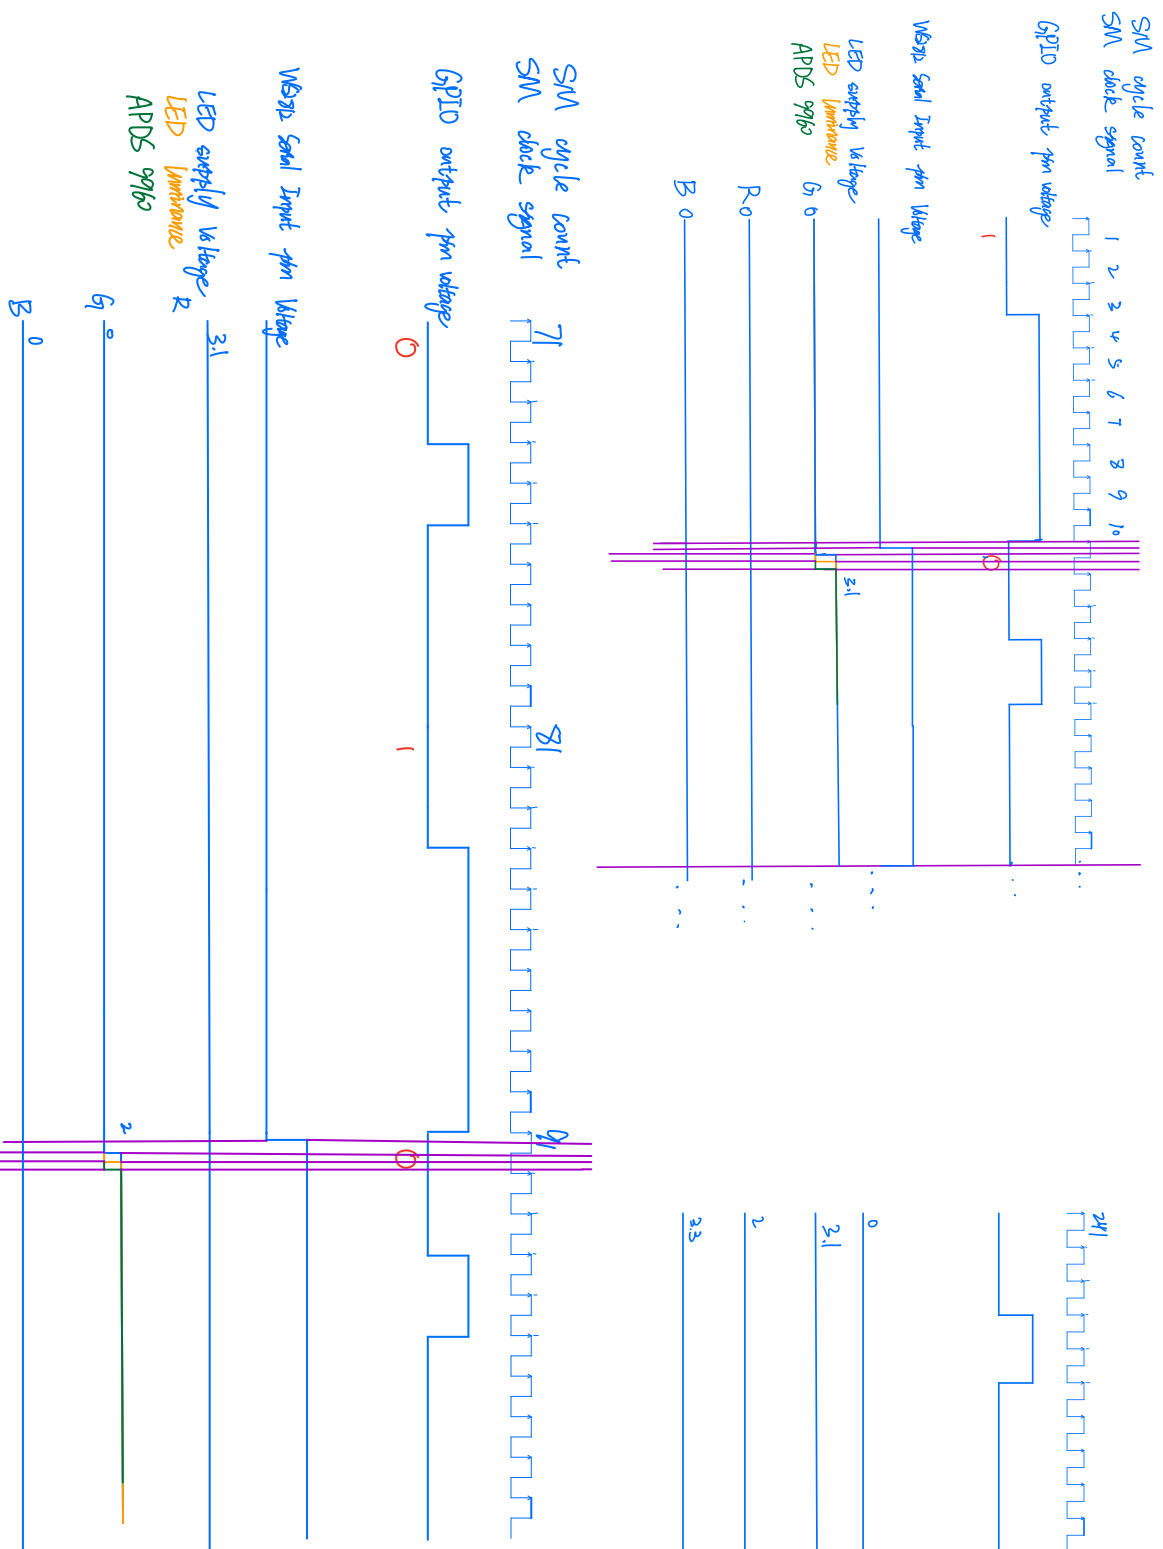 SM cycle count
SM clock signal
GPIO output pin voltage
WS2812 Serial Input pin Voltage
LED supply Voltage
LED luminance
APDS 9960
G 0
R 0
B 0
1 2 3 4 5 6 7 8 9 10
1
0
3.1
241
0
3.1
2
3.3
SM cycle count
SM clock signal
GPIO output pin voltage
WS2812 Serial Input pin Voltage
LED supply Voltage
LED luminance
APDS 9960
71
81
91
0
1
0
R
3.1
G 0
2
B 0